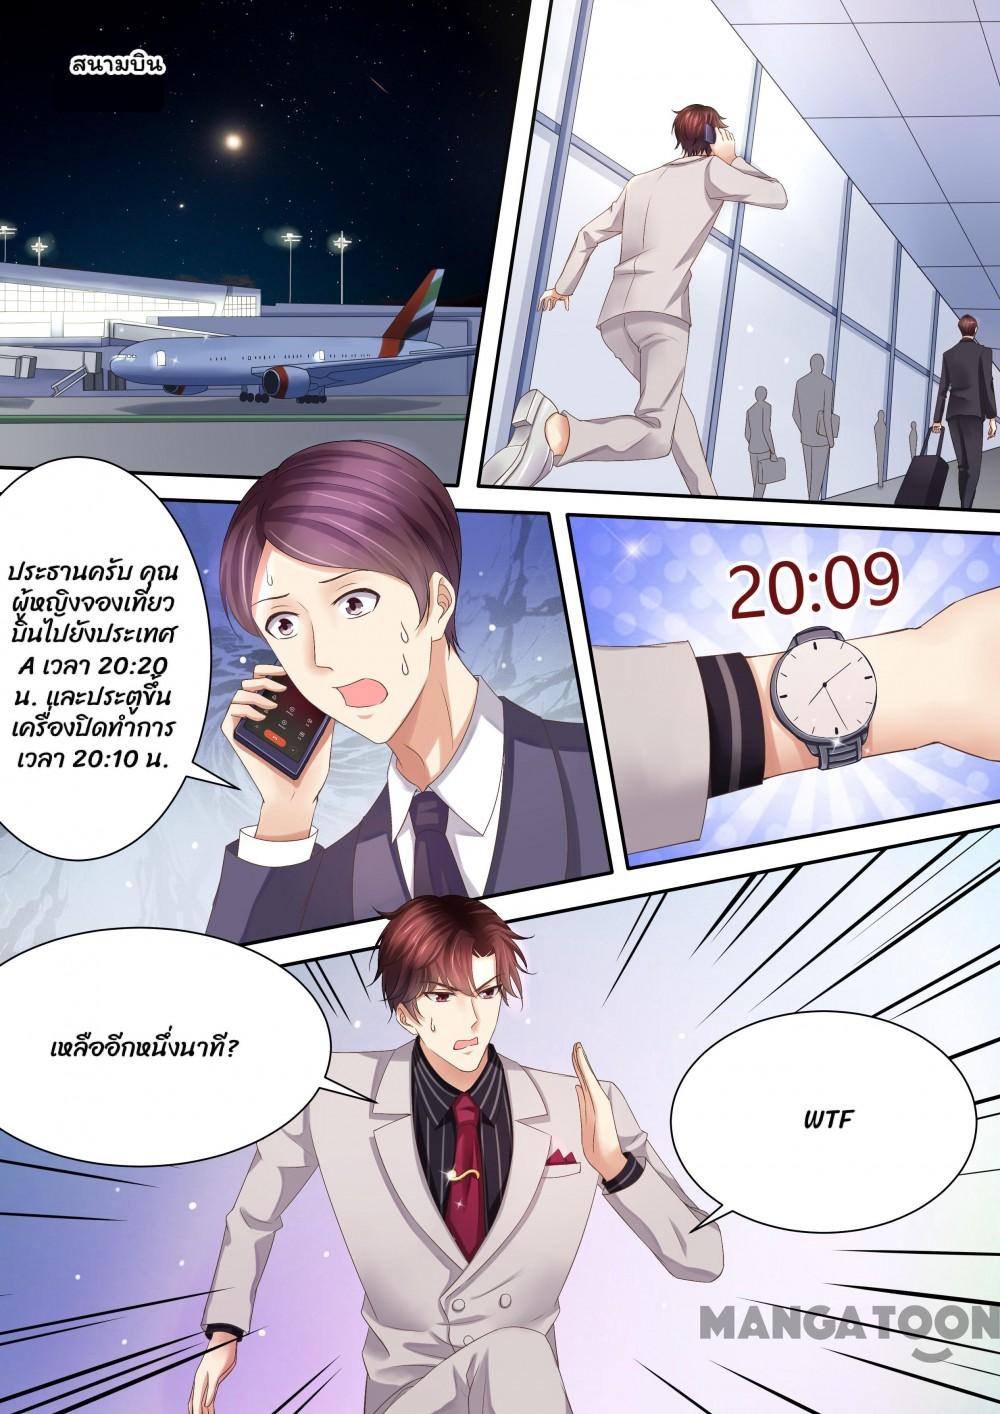 สนามบิน
ประธานครับ คุณ
ผู้หญิงจองเที่ยว
บินไปยังประเทศ
A เวลา 20:20
น. และประตูขึ้น
เครื่องปิดทำการ
เวลา 20:10 น.
20:09
เหลืออีกหนึ่งนาที?
WTF
MANGATOON